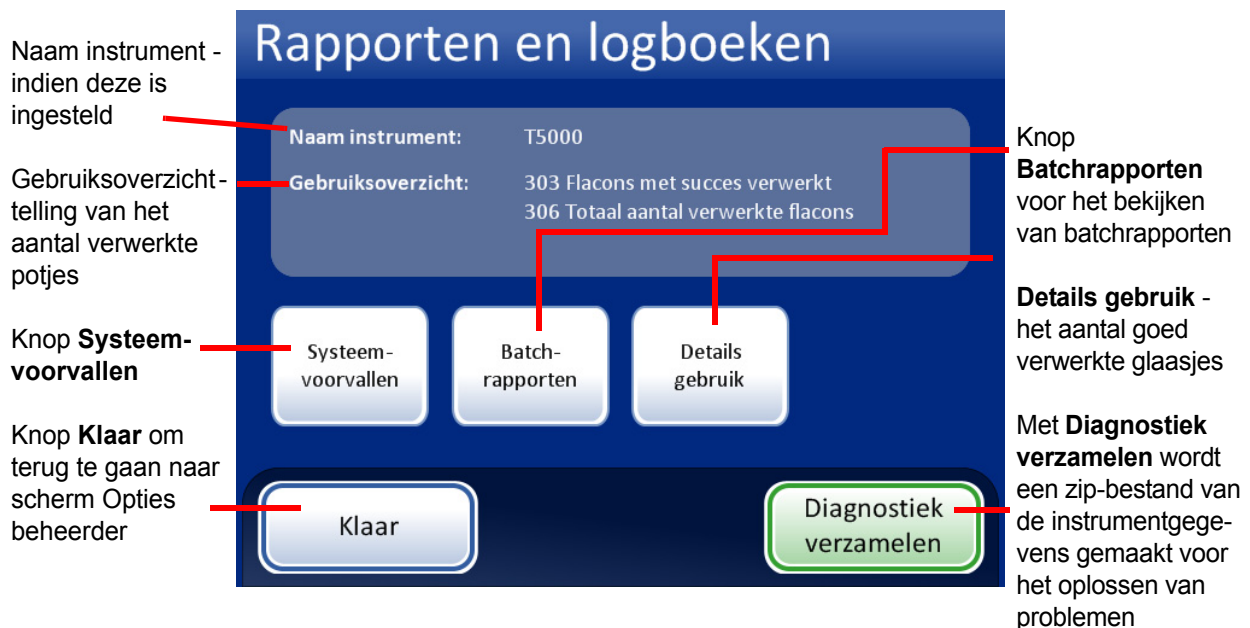 Rapporten en logboeken
Naam instrument -
indien deze is
ingesteld
Gebruiksoverzicht -
telling van het
aantal verwerkte
potjes
Knop Systeem-
voorvallen
Knop Klaar om
terug te gaan naar
scherm Opties
beheerder
Naam instrument: T5000
Gebruiksoverzicht: 303 Flacons met succes verwerkt
306 Totaal aantal verwerkte flacons
Systeem-
voorvallen
Batch-
rapporten
Details
gebruik
Klaar
Diagnostiek
verzamelen
Knop
Batchrapporten
voor het bekijken
van batchrapporten
Details gebruik -
het aantal goed
verwerkte glaasjes
Met Diagnostiek
verzamelen wordt
een zip-bestand van
de instrumentgege-
vens gemaakt voor
het oplossen van
problemen